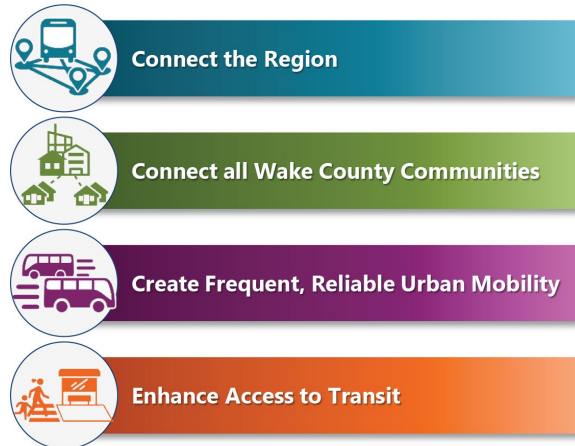 Connect the Region
Connect all Wake County Communities
Create Frequent, Reliable Urban Mobility
Enhance Access to Transit